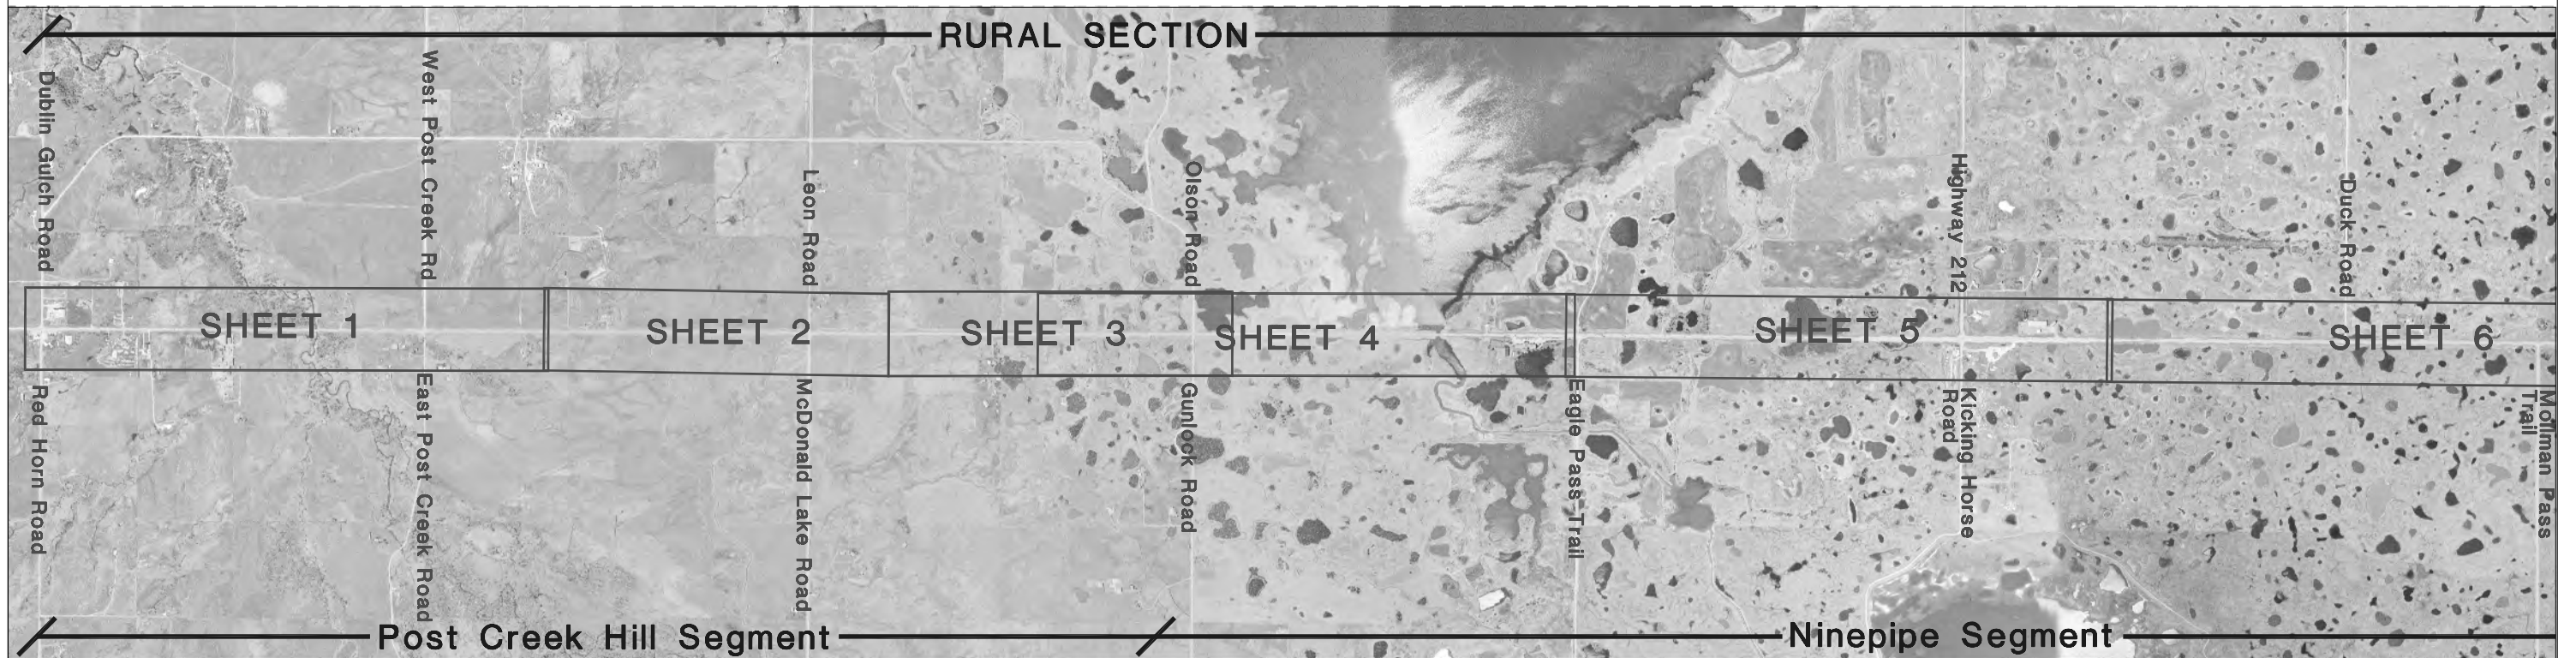 RURAL SECTION
Dublin Gulch Road
West Post Creek Rd
Leon Road
Olson Road
Highway 212
Duck Road
SHEET 1
SHEET 2
SHEET 3
SHEET 4
SHEET 5
SHEET 6
Red Horn Road
East Post Creek Road
McDonald Lake Road
Gunlock Road
Eagle Pass Trail
Kicking Horse
Road
Mollman Pass
Trail
Post Creek Hill Segment
Ninepipe Segment